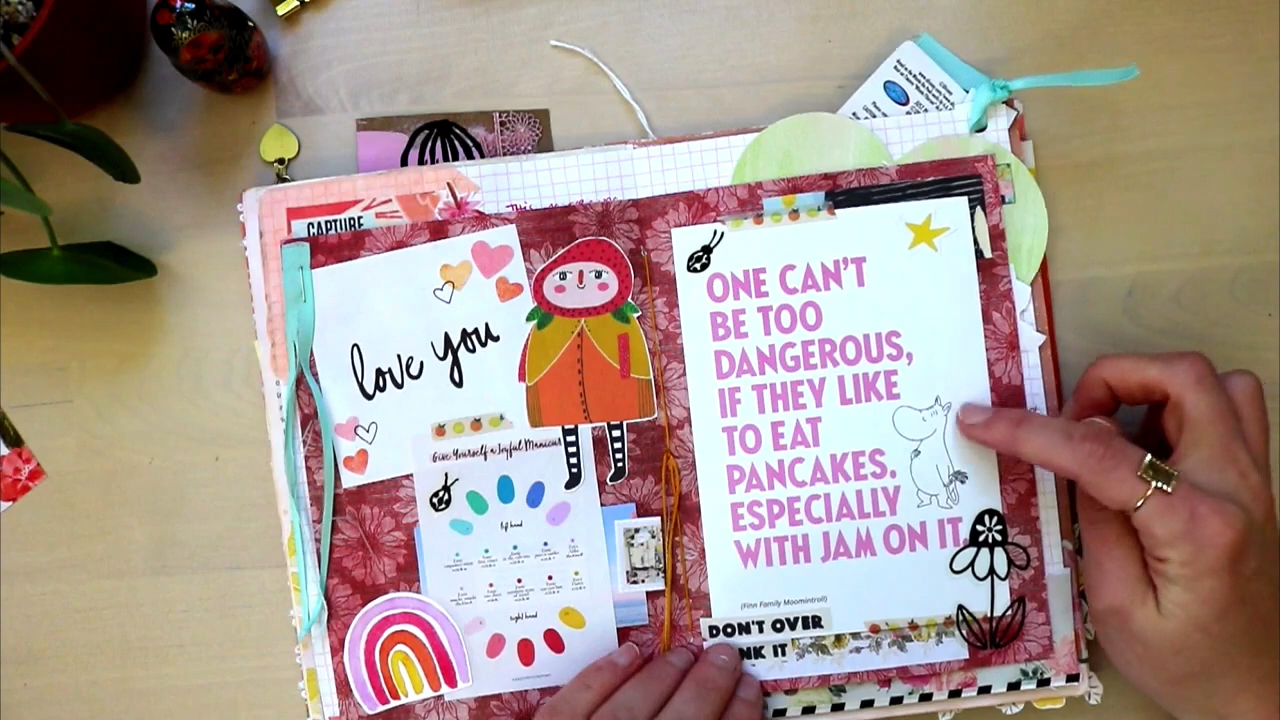 CAPTURE
love you
Give Yourself a Joyful Manicure
left hand
right hand
ONE CAN'T
BE TOO
DANGEROUS,
IF THEY LIKE
TO EAT
PANCAKES.
ESPECIALLY
WITH JAM ON IT.
(Finn Family Moomintroll)
DON'T OVER
NK IT